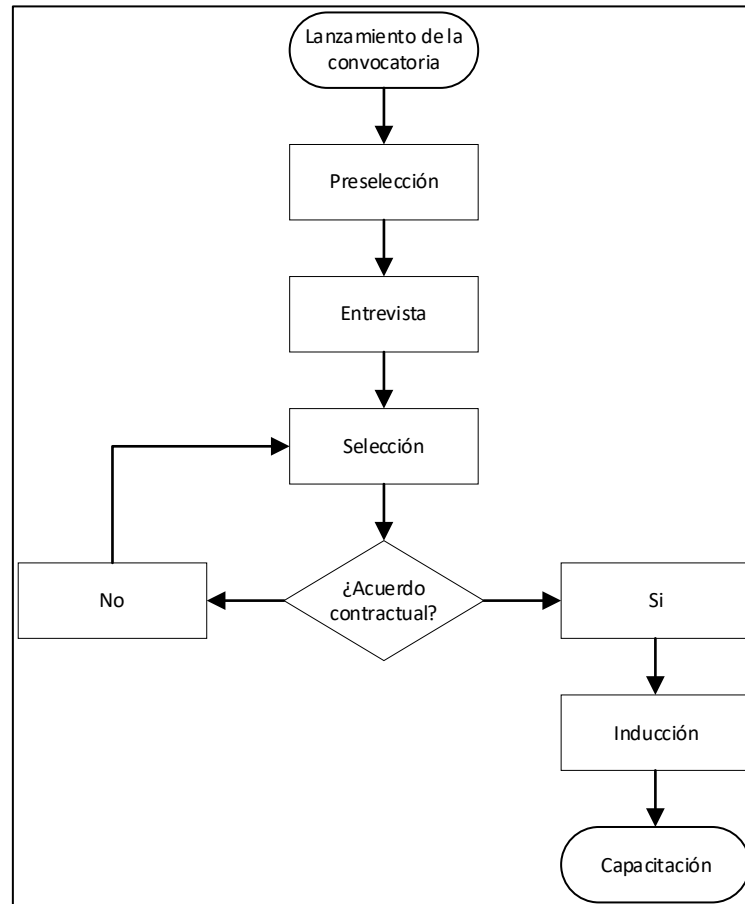 Lanzamiento de la
convocatoria
Preselección
Entrevista
Selección
¿Acuerdo
contractual?
No
Si
Inducción
Capacitación